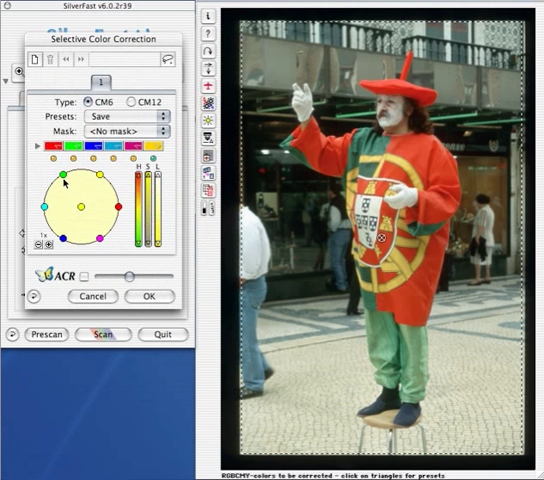 SilverFast v6.0.2r39
Selective Color Correction
1
Type: CM6 CM12
Presets: Save
Mask: <No mask>
H S L
1x
ACR
Cancel OK
Prescan Scan Quit
RGBCMY-colors to be corrected - click on triangles for presets